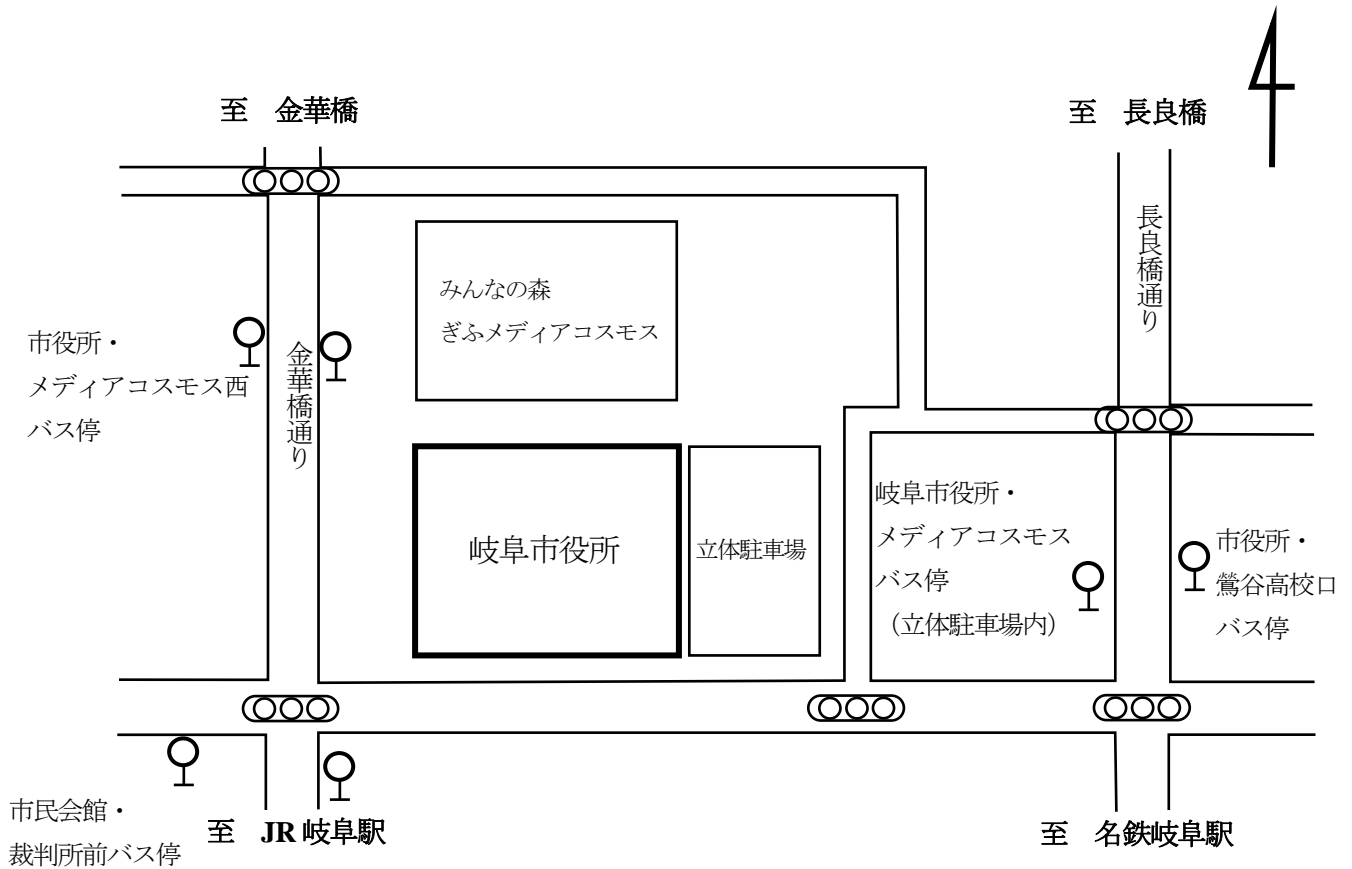 至　金華橋
至　長良橋
長良橋通り
みんなの森
ぎふメディアコスモス
市役所・
メディアコスモス西
バス停
金華橋通り
岐阜市役所
立体駐車場
岐阜市役所・
メディアコスモス
バス停
（立体駐車場内）
市役所・
鶯谷高校口
バス停
市民会館・
裁判所前バス停
至　JR岐阜駅
至　名鉄岐阜駅